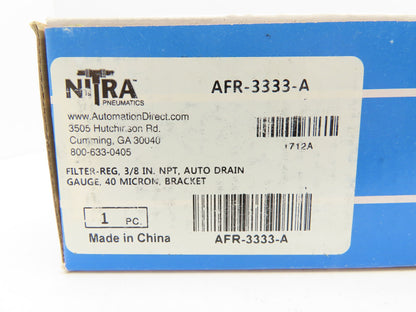 NITRA
PNEUMATICS
AFR-3333-A
www.AutomationDirect.com
3505 Hutchinson Rd.
Cumming, GA 30040
800-633-0405
1712A
FILTER-REG, 3/8 IN. NPT, AUTO DRAIN
GAUGE, 40 MICRON, BRACKET
1 PC.
Made in China
AFR-3333-A